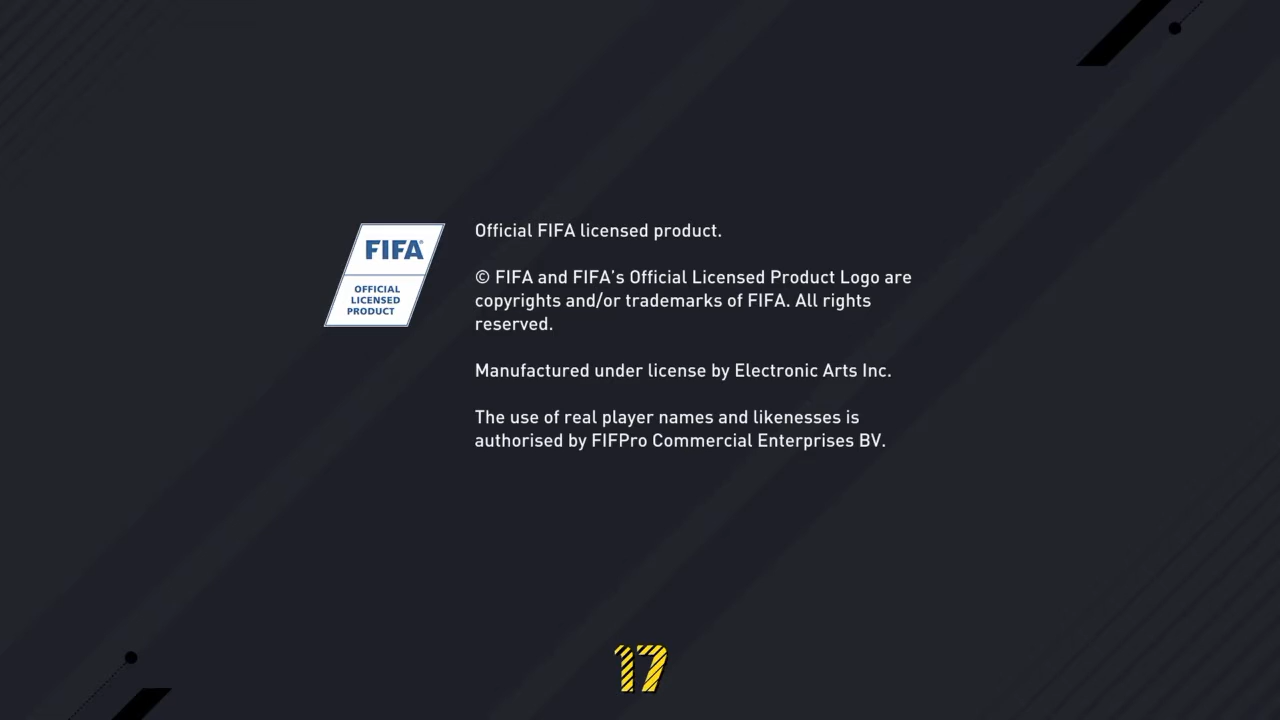 FIFA
OFFICIAL
LICENSED
PRODUCT
Official FIFA licensed product.
© FIFA and FIFA's Official Licensed Product Logo are
copyrights and/or trademarks of FIFA. All rights
reserved.
Manufactured under license by Electronic Arts Inc.
The use of real player names and likenesses is
authorised by FIFPro Commercial Enterprises BV.
17